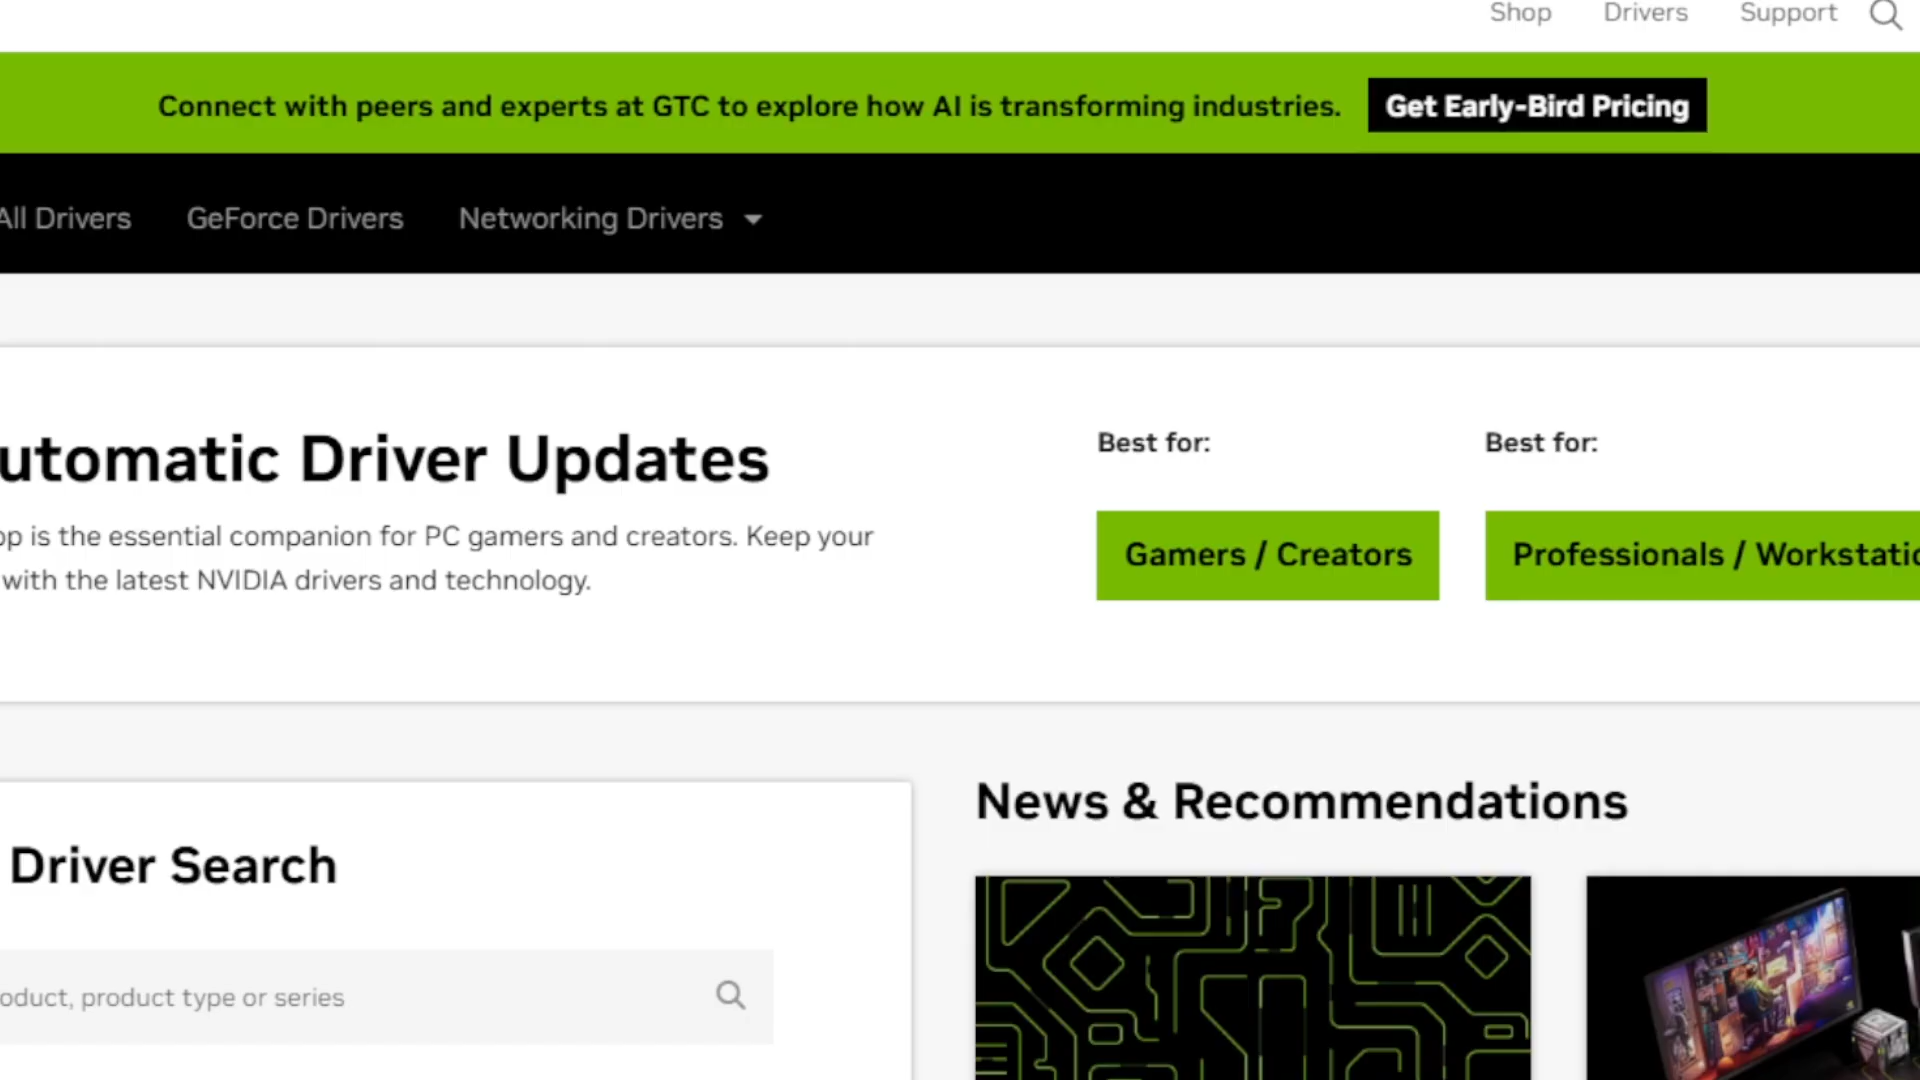 Shop Drivers Support
Connect with peers and experts at GTC to explore how AI is transforming industries. Get Early-Bird Pricing
All Drivers GeForce Drivers Networking Drivers
utomatic Driver Updates
is the essential companion for PC gamers and creators. Keep your
with the latest NVIDIA drivers and technology.
Best for:
Gamers / Creators
Best for:
Professionals / Workstatio
Driver Search
oduct, product type or series
News & Recommendations